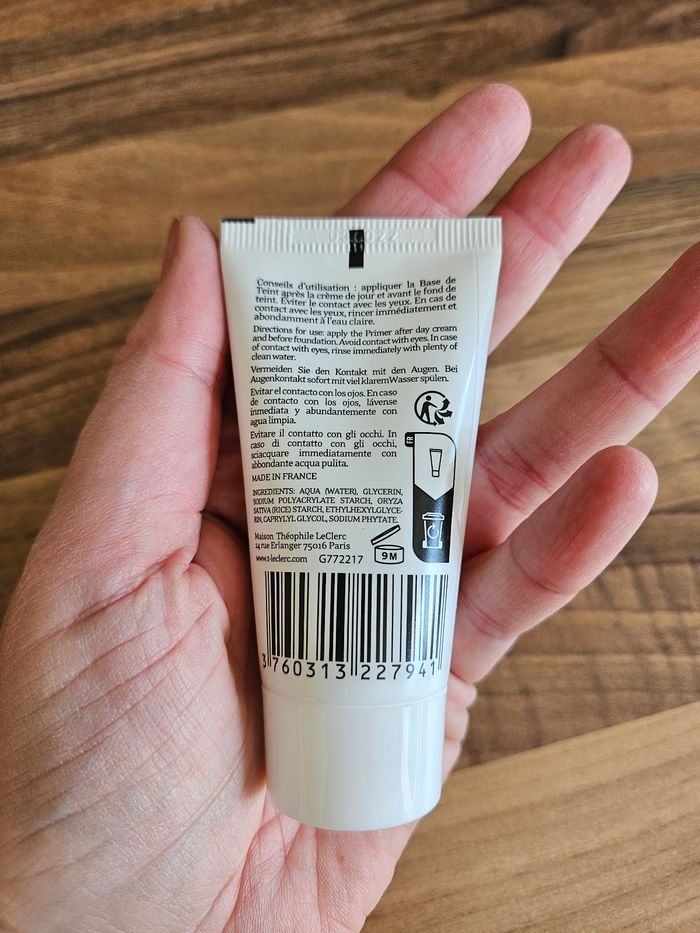 Conseils d'utilisation : appliquer la Base de
Teint après la crème de jour et avant le fond de
teint. Éviter le contact avec les yeux. En cas de
contact avec les yeux, rincer immédiatement et
abondamment à l'eau claire.
Directions for use: apply the Primer after day cream
and before foundation. Avoid contact with eyes. In case
of contact with eyes, rinse immediately with plenty of
clean water.
Vermeiden Sie den Kontakt mit den Augen. Bei
Augenkontakt sofort mit viel klarem Wasser spülen.
Evitar el contacto con los ojos. En caso
de contacto con los ojos, lávense
inmediata y abundantemente con
agua limpia.
Evitare il contatto con gli occhi. In
caso di contatto con gli occhi,
sciacquare immediatamente con
abbondante acqua pulita.
FR
MADE IN FRANCE
INGREDIENTS: AQUA (WATER), GLYCERIN,
SODIUM POLYACRYLATE STARCH, ORYZA
SATIVA (RICE) STARCH, ETHYLHEXYLGLYCE-
RIN, CAPRYLYL GLYCOL, SODIUM PHYTATE.
Maison Théophile LeClerc
14 rue Erlanger 75016 Paris
www.t-leclerc.com G772217
9M
3 760313 227941